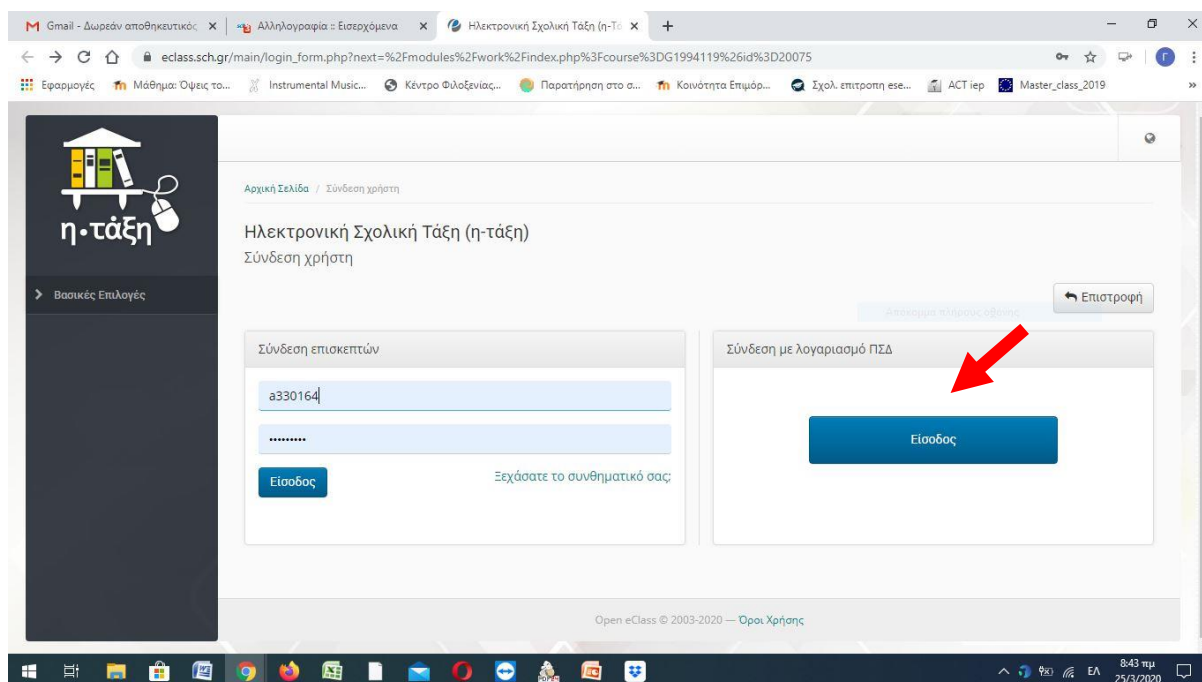 Gmail - Δωρεάν αποθηκευτικός
Αλληλογραφία :: Εισερχόμενα
Ηλεκτρονική Σχολική Τάξη (η-Τά
eclass.sch.gr/main/login_form.php?next=%2Fmodules%2Fwork%2Findex.php%3Fcourse%3DG1994119%26id%3D20075
Γ
Εφαρμογές
Μάθημα: Όψεις το...
Instrumental Music...
Κέντρο Φιλοξενίας...
Παρατήρηση στο σ...
Κοινότητα Επιμόρ...
Σχολ. επιτροπη ese...
ACT iep
Master_class_2019
»
η·τάξη
Βασικές Επιλογές
Αρχική Σελίδα / Σύνδεση χρήστη
Ηλεκτρονική Σχολική Τάξη (η-τάξη)
Σύνδεση χρήστη
Επιστροφή
Αποκομμα πλήρους οθόνης
Σύνδεση επισκεπτών
a330164
•••••••••
Είσοδος
Ξεχάσατε το συνθηματικό σας;
Σύνδεση με λογαριασμό ΠΣΔ
Είσοδος
Open eClass © 2003-2020 — Όροι Χρήσης
ΕΛ
8:43 πμ
25/3/2020